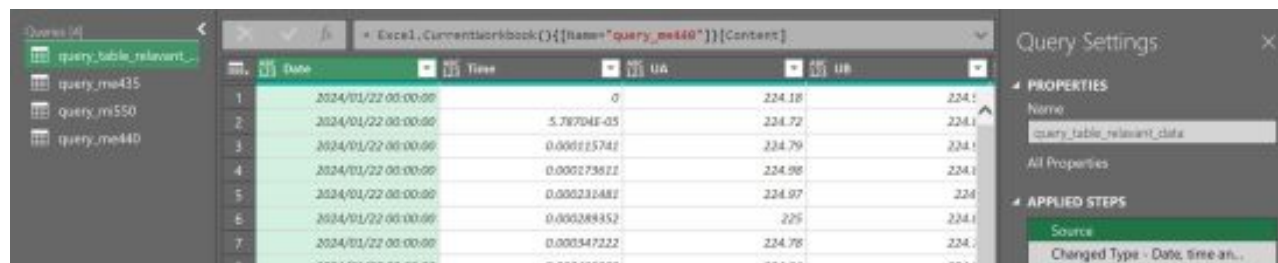 Queries [4]
query_table_relavant_...
query_me435
query_mi550
query_me440
= Excel.CurrentWorkbook(){[Name="query_me440"]}[Content]
Date Time UA UB
1 2024/01/22 00:00:00 0 224.18
2 2024/01/22 00:00:00 5.78704E-05 224.72
3 2024/01/22 00:00:00 0.000115741 224.79
4 2024/01/22 00:00:00 0.000173611 224.98
5 2024/01/22 00:00:00 0.000231481 224.97 224
6 2024/01/22 00:00:00 0.000289352 225
7 2024/01/22 00:00:00 0.000347222 224.78
Query Settings
PROPERTIES
Name
query_table_relavant_data
All Properties
APPLIED STEPS
Source
Changed Type - Date, time an...